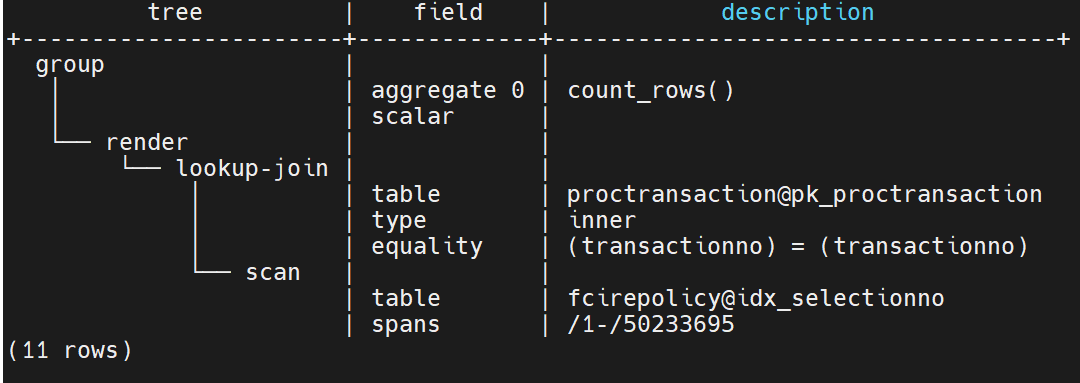 tree | field | description
+-----------------------+-------------+------------------------------------+
group | |
│ | aggregate 0 | count_rows()
│ | scalar |
└── render | |
└── lookup-join | |
│ | table | proctransaction@pk_proctransaction
│ | type | inner
│ | equality | (transactionno) = (transactionno)
└── scan | |
| table | fcirepolicy@idx_selectionno
| spans | /1-/50233695
(11 rows)